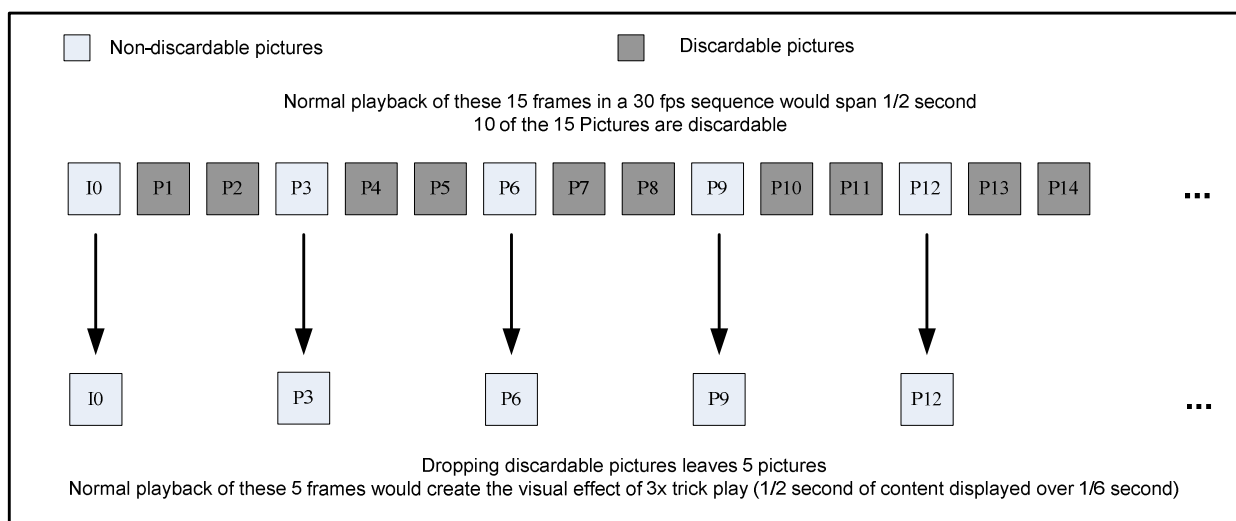 Non-discardable pictures
Discardable pictures
Normal playback of these 15 frames in a 30 fps sequence would span 1/2 second
10 of the 15 Pictures are discardable
I0 P1 P2 P3 P4 P5 P6 P7 P8 P9 P10 P11 P12 P13 P14 ...
I0 P3 P6 P9 P12 ...
Dropping discardable pictures leaves 5 pictures
Normal playback of these 5 frames would create the visual effect of 3x trick play (1/2 second of content displayed over 1/6 second)